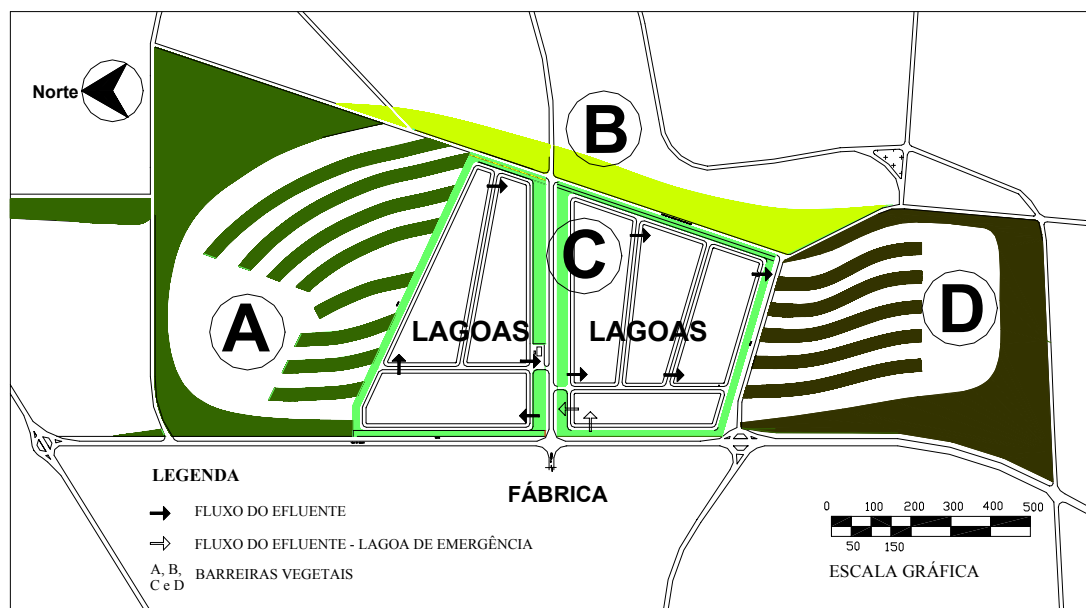 Norte
B
C
A
D
LAGOAS
LAGOAS
FÁBRICA
LEGENDA
FLUXO DO EFLUENTE
FLUXO DO EFLUENTE - LAGOA DE EMERGÊNCIA
A, B,
C e D
BARREIRAS VEGETAIS
0 100 200 300 400 500
50 150
ESCALA GRÁFICA